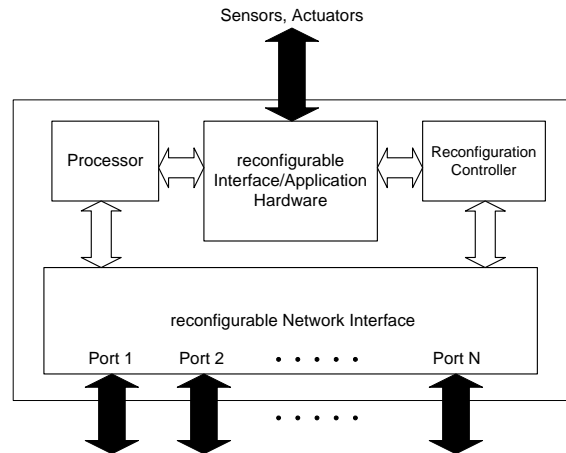 Sensors, Actuators
Processor
reconfigurable
Interface/Application
Hardware
Reconfiguration
Controller
reconfigurable Network Interface
Port 1 Port 2 . . . . . Port N
. . . . .